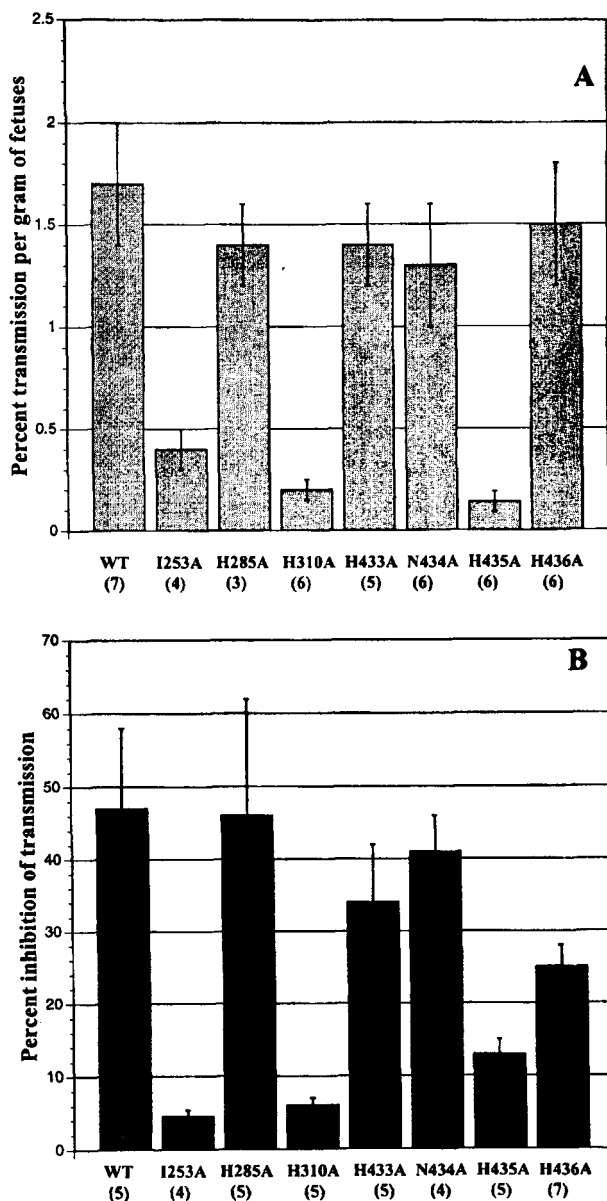 Percent transmission per gram of fetuses
2.5
2
1.5
1
0.5
0
A
WT I253A H285A H310A H433A N434A H435A H436A
(7) (4) (3) (6) (5) (6) (6) (6)
Percent inhibition of transmission
70
60
50
40
30
20
10
0
B
WT I253A H285A H310A H433A N434A H435A H436A
(5) (4) (5) (5) (5) (4) (5) (7)